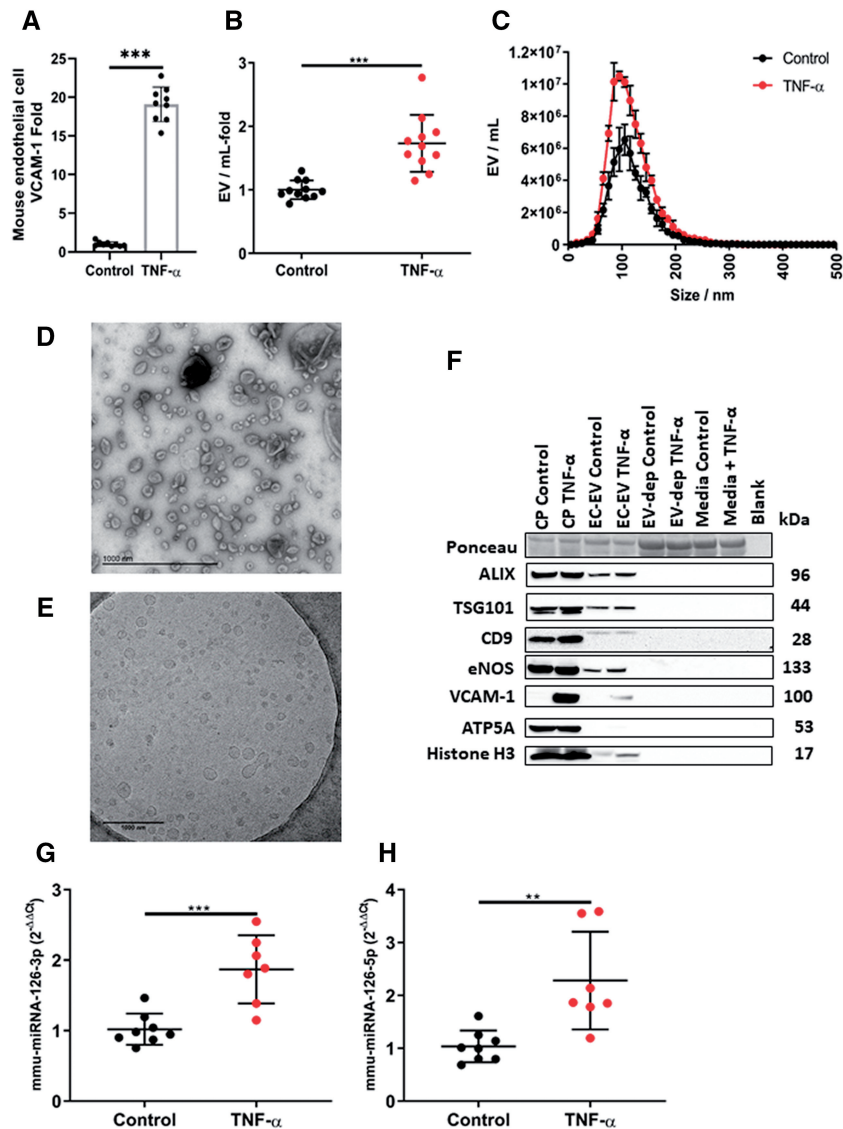 A
B
C
***
25
20
15
10
5
0
Mouse endothelial cell
VCAM-1 Fold
Control TNF-α
***
3
2
1
0
EV / mL-fold
Control TNF-α
1.2×10⁷
1×10⁷
8×10⁶
6×10⁶
4×10⁶
2×10⁶
0
EV / mL
Control
TNF-α
0 100 200 300 400 500
Size / nm
D
1000 nm
E
1000 nm
F
CP Control
CP TNF-α
EC-EV Control
EC-EV TNF-α
EV-dep Control
EV-dep TNF-α
Media Control
Media + TNF-α
Blank
kDa
Ponceau
ALIX 96
TSG101 44
CD9 28
eNOS 133
VCAM-1 100
ATP5A 53
Histone H3 17
G
3
2
1
0
mmu-miRNA-126-3p (2^-ΔΔCt)
***
Control TNF-α
H
4
3
2
1
0
mmu-miRNA-126-5p (2^-ΔΔCt)
**
Control TNF-α